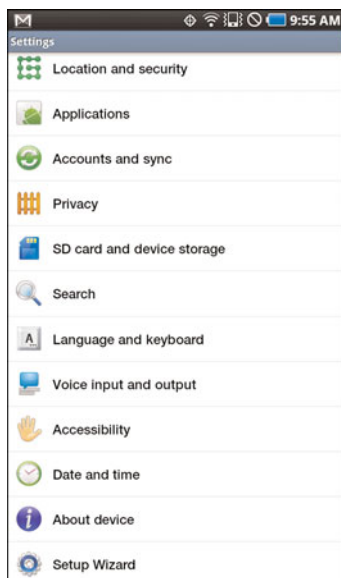 9:55 AM
Settings
Location and security
Applications
Accounts and sync
Privacy
SD card and device storage
Search
A
Language and keyboard
Voice input and output
Accessibility
Date and time
About device
Setup Wizard